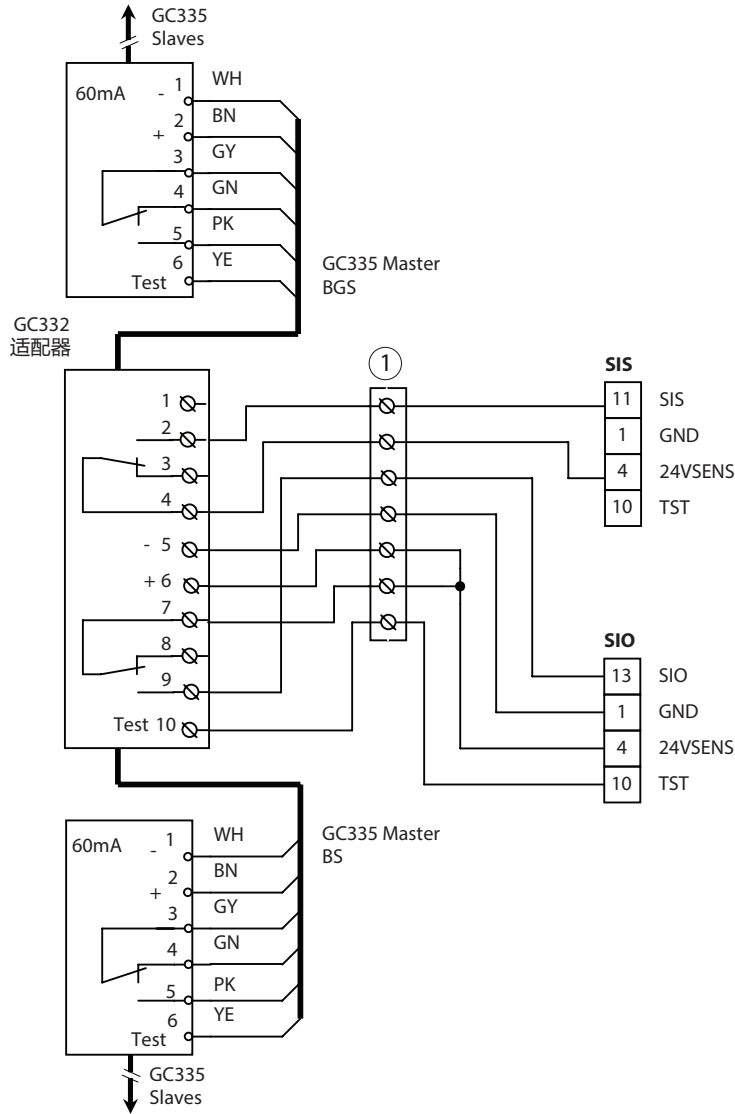 GC335
Slaves
60mA
- 1 WH
+ 2 BN
3 GY
4 GN
5 PK
6 YE
Test
GC335 Master
BGS
GC332
适配器
1
SIS
1
2
3
4
- 5
+ 6
7
8
9
Test 10
11 SIS
1 GND
4 24VSENS
10 TST
SIO
13 SIO
1 GND
4 24VSENS
10 TST
60mA
- 1 WH
+ 2 BN
3 GY
4 GN
5 PK
6 YE
Test
GC335 Master
BS
GC335
Slaves